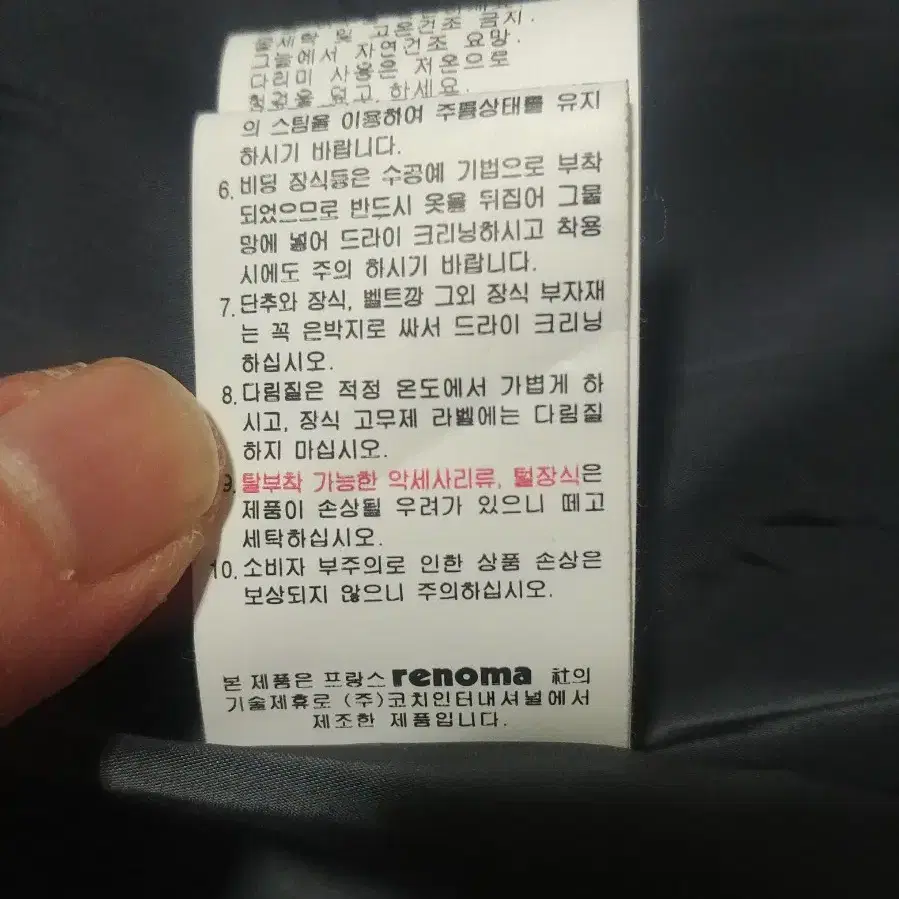 물세탁 및 고온건조 금지.
그늘에서 자연건조 요망.
다리미 사용은 저온으로
헝겊을 덮고 하세요.
의 스팀을 이용하여 주름상태를 유지
하시기 바랍니다.
6. 비딩 장식등은 수공예 기법으로 부착
되었으므로 반드시 옷을 뒤집어 그물
망에 넣어 드라이 크리닝하시고 착용
시에도 주의 하시기 바랍니다.
7. 단추와 장식, 벨트깡 그외 장식 부자재
는 꼭 은박지로 싸서 드라이 크리닝
하십시오.
8. 다림질은 적정 온도에서 가볍게 하
시고, 장식 고무제 라벨에는 다림질
하지 마십시오.
9. 탈부착 가능한 악세사리류, 털장식은
제품이 손상될 우려가 있으니 떼고
세탁하십시오.
10. 소비자 부주의로 인한 상품 손상은
보상되지 않으니 주의하십시오.
본 제품은 프랑스 renoma 社의
기술제휴로 (주)코치인터내셔널에서
제조한 제품입니다.